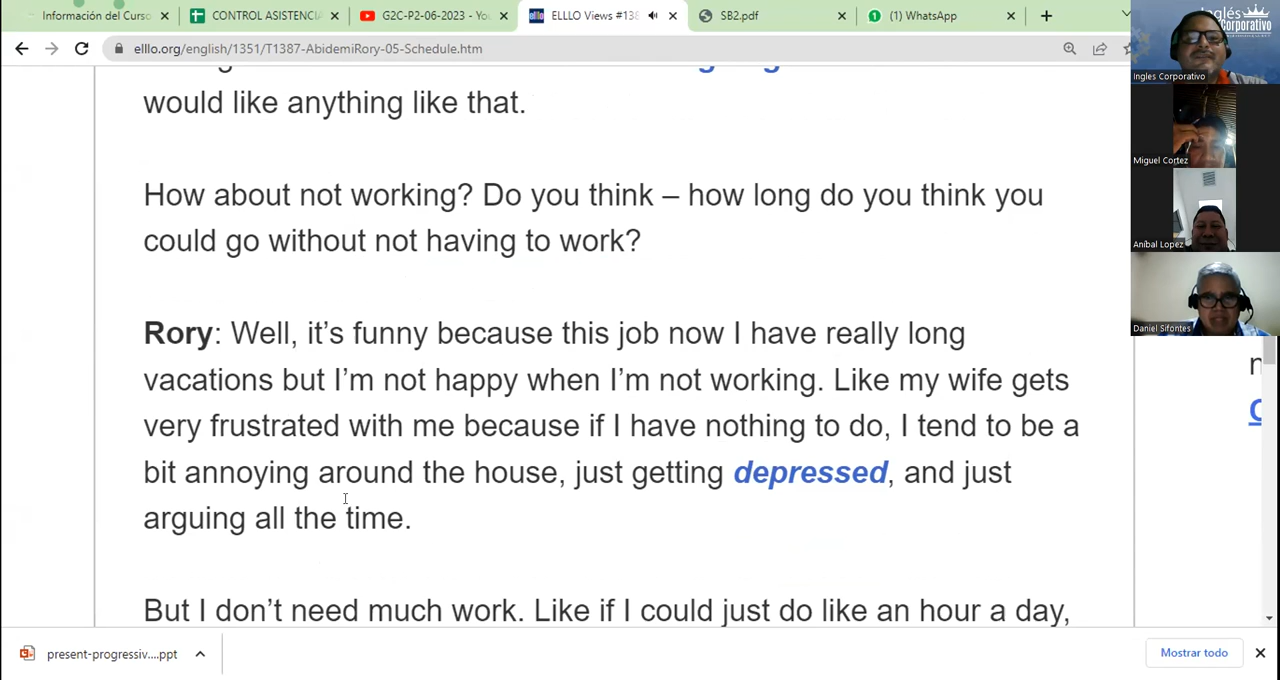 Información del Curso
CONTROL ASISTENCIA
G2C-P2-06-2023 - You
ELLLO Views #138
SB2.pdf
(1) WhatsApp
elllo.org/english/1351/T1387-AbidemiRory-05-Schedule.htm
Inglés
Corporativo
Ingles Corporativo
Miguel Cortez
Aníbal Lopez
Daniel Sifontes
would like anything like that.
How about not working? Do you think – how long do you think you
could go without not having to work?
Rory: Well, it's funny because this job now I have really long
vacations but I'm not happy when I'm not working. Like my wife gets
very frustrated with me because if I have nothing to do, I tend to be a
bit annoying around the house, just getting depressed, and just
arguing all the time.
But I don't need much work. Like if I could just do like an hour a day,
present-progressiv....ppt
Mostrar todo